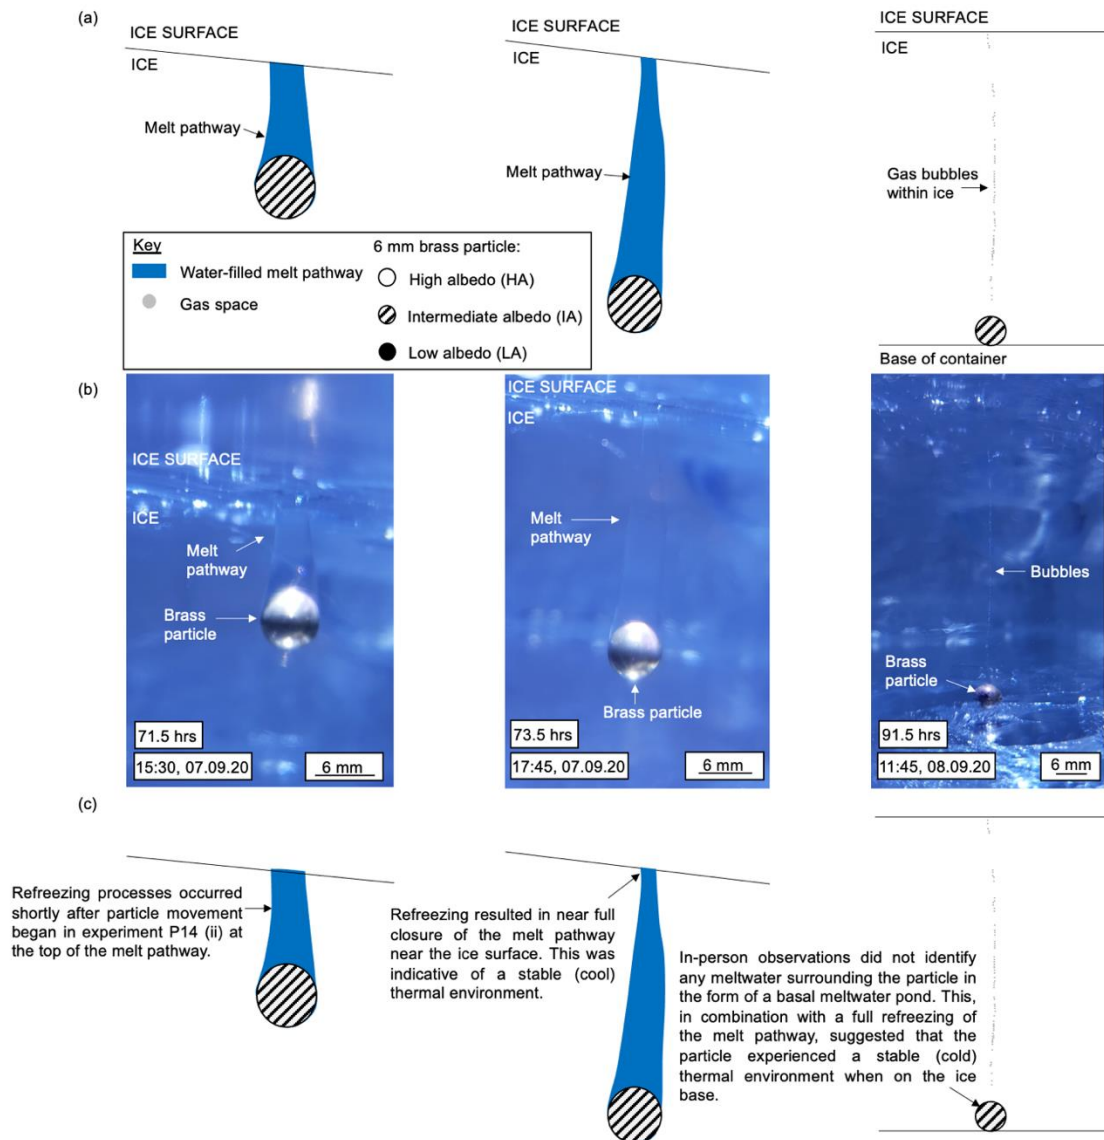 (a)
ICE SURFACE
ICE
Melt pathway
ICE SURFACE
ICE
Melt pathway
ICE SURFACE
ICE
Gas bubbles
within ice
Base of container
Key
Water-filled melt pathway
Gas space
6 mm brass particle:
High albedo (HA)
Intermediate albedo (IA)
Low albedo (LA)
(b)
ICE SURFACE
ICE
Melt
pathway
Brass
particle
71.5 hrs
15:30, 07.09.20
6 mm
ICE SURFACE
ICE
Melt
pathway
Brass particle
73.5 hrs
17:45, 07.09.20
6 mm
Bubbles
Brass
particle
91.5 hrs
11:45, 08.09.20
6 mm
(c)
Refreezing processes occurred
shortly after particle movement
began in experiment P14 (ii) at
the top of the melt pathway.
Refreezing resulted in near full
closure of the melt pathway
near the ice surface. This was
indicative of a stable (cool)
thermal environment.
In-person observations did not identify
any meltwater surrounding the particle in
the form of a basal meltwater pond. This,
in combination with a full refreezing of
the melt pathway, suggested that the
particle experienced a stable (cold)
thermal environment when on the ice
base.